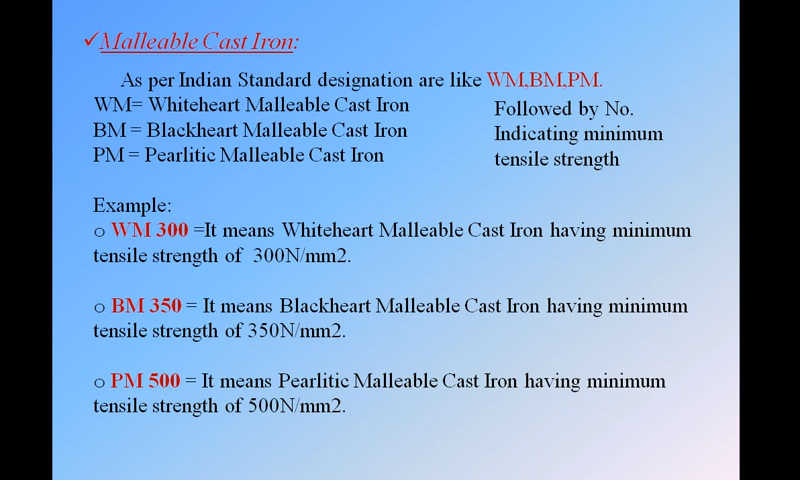 ✓Malleable Cast Iron:
As per Indian Standard designation are like WM,BM,PM.
WM= Whiteheart Malleable Cast Iron
BM = Blackheart Malleable Cast Iron
PM = Pearlitic Malleable Cast Iron
Followed by No.
Indicating minimum
tensile strength
Example:
o WM 300 =It means Whiteheart Malleable Cast Iron having minimum
tensile strength of 300N/mm2.
o BM 350 = It means Blackheart Malleable Cast Iron having minimum
tensile strength of 350N/mm2.
o PM 500 = It means Pearlitic Malleable Cast Iron having minimum
tensile strength of 500N/mm2.